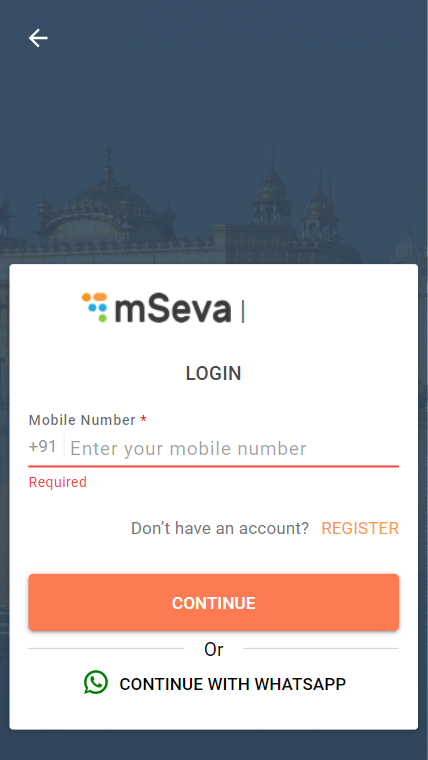 mSeva |
LOGIN
Mobile Number *
+91 Enter your mobile number
Required
Don't have an account? REGISTER
CONTINUE
Or
CONTINUE WITH WHATSAPP